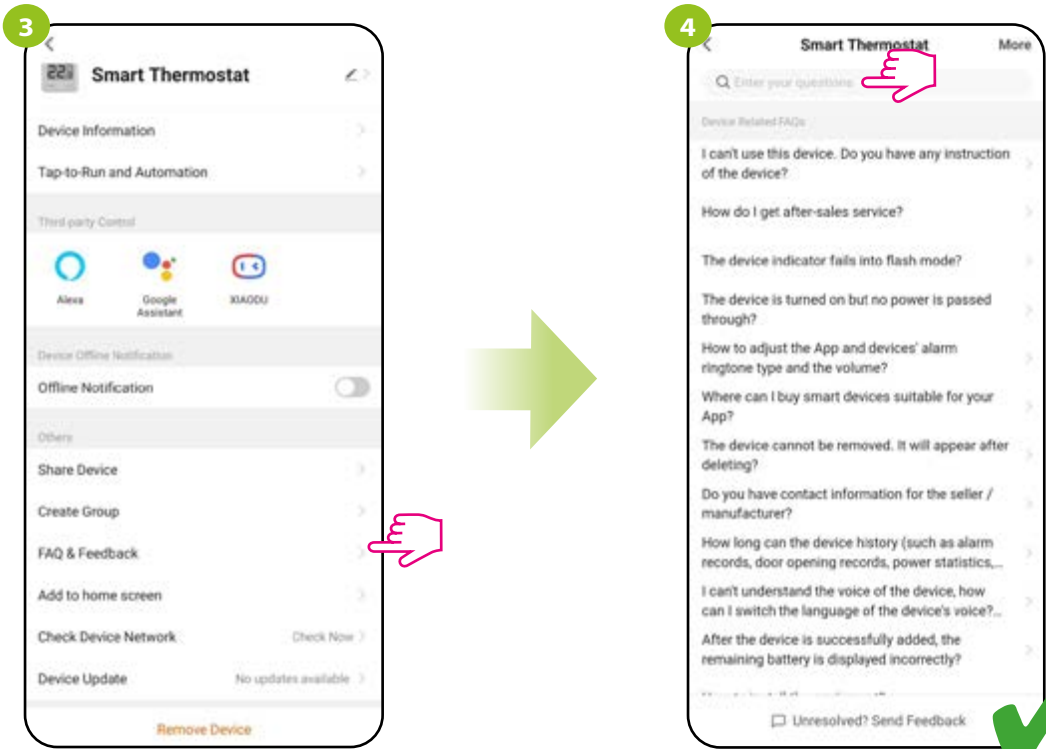 3
Smart Thermostat
Device Information
Tap-to-Run and Automation
Third-party Control
Alexa
Google
Assistant
XIAODU
Device Offline Notification
Offline Notification
Others
Share Device
Create Group
FAQ & Feedback
Add to home screen
Check Device Network Check Now
Device Update No updates available
Remove Device
4
Smart Thermostat More
Enter your questions
Device Related FAQs
I can't use this device. Do you have any instruction
of the device?
How do I get after-sales service?
The device indicator fails into flash mode?
The device is turned on but no power is passed
through?
How to adjust the App and devices' alarm
ringtone type and the volume?
Where can I buy smart devices suitable for your
App?
The device cannot be removed. It will appear after
deleting?
Do you have contact information for the seller /
manufacturer?
How long can the device history (such as alarm
records, door opening records, power statistics,...
I can't understand the voice of the device, how
can I switch the language of the device's voice?...
After the device is successfully added, the
remaining battery is displayed incorrectly?
Unresolved? Send Feedback